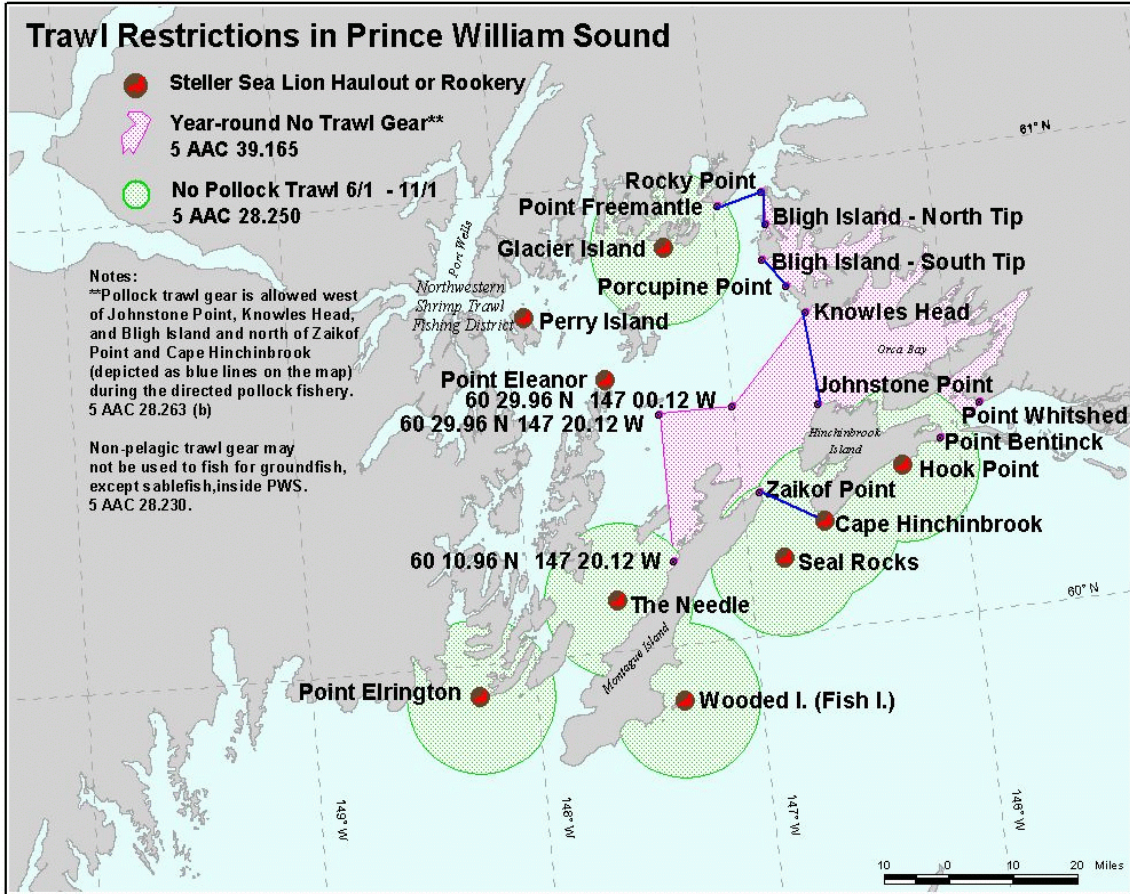 Trawl Restrictions in Prince William Sound
Steller Sea Lion Haulout or Rookery
Year-round No Trawl Gear**
5 AAC 39.165
No Pollock Trawl 6/1 - 11/1
5 AAC 28.250
Notes:
**Pollock trawl gear is allowed west
of Johnstone Point, Knowles Head,
and Bligh Island and north of Zaikof
Point and Cape Hinchinbrook
(depicted as blue lines on the map)
during the directed pollock fishery.
5 AAC 28.263 (b)
Non-pelagic trawl gear may
not be used to fish for groundfish,
except sablefish,inside PWS.
5 AAC 28.230.
61° N
Rocky Point
Point Freemantle
Bligh Island - North Tip
Glacier Island
Bligh Island - South Tip
Porcupine Point
Port Wells
Northwestern
Shrimp Trawl
Fishing District
Perry Island
Knowles Head
Orca Bay
Point Eleanor
Johnstone Point
60 29.96 N 147 00.12 W
60 29.96 N 147 20.12 W
Point Whitshed
Hinchinbrook
Island
Point Bentinck
Hook Point
Zaikof Point
Cape Hinchinbrook
60 10.96 N 147 20.12 W
Seal Rocks
60° N
The Needle
Montague Island
Point Elrington
Wooded I. (Fish I.)
149° W
148° W
147° W
146° W
10 0 10 20 Miles